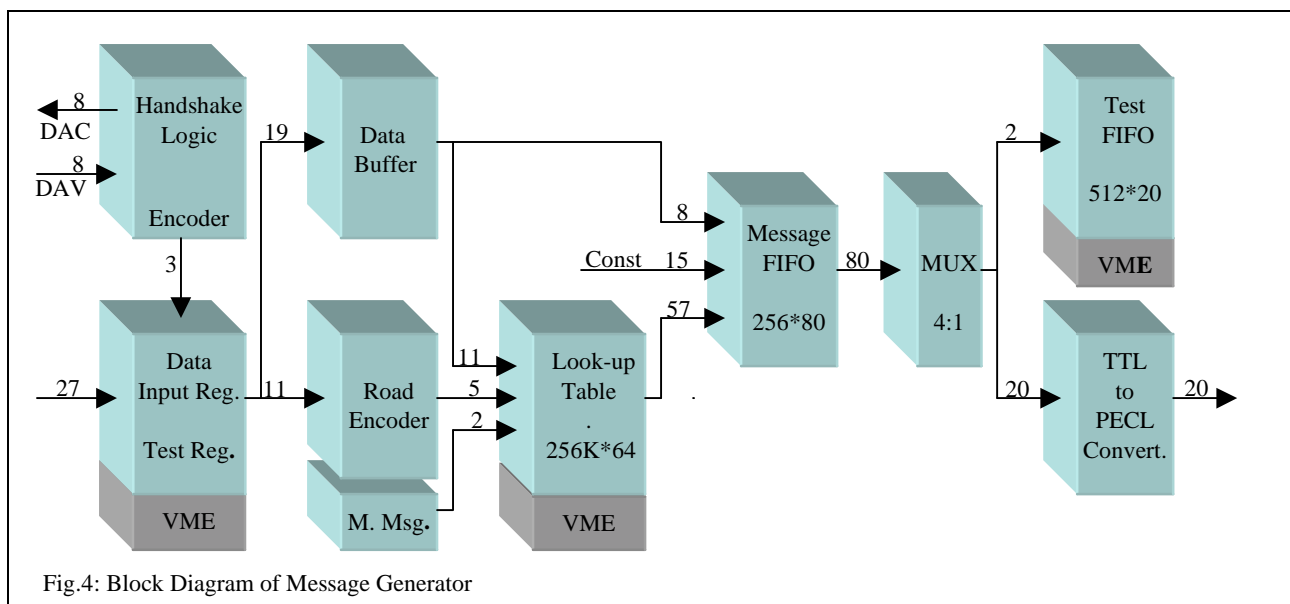 8
DAC
8
DAV
Handshake
Logic
Encoder
3
27
Data
Input Reg.
Test Reg.
VME
19
11
Data
Buffer
Road
Encoder
M. Msg.
11
5
2
Look-up
Table
.
256K*64
VME
57
.
8
Const
15
Message
FIFO
256*80
80
MUX
4:1
2
Test
FIFO
512*20
VME
20
TTL
to
PECL
Convert.
20
Fig.4: Block Diagram of Message Generator